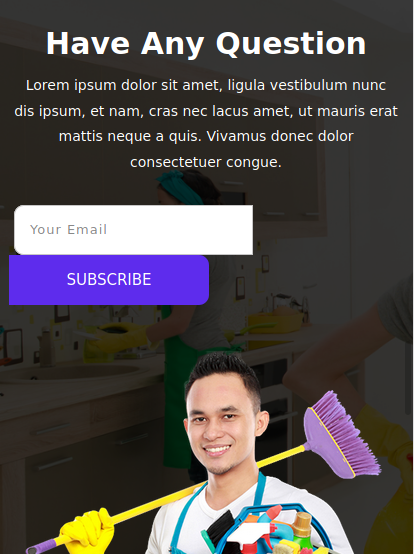 Have Any Question
Lorem ipsum dolor sit amet, ligula vestibulum nunc
dis ipsum, et nam, cras nec lacus amet, ut mauris erat
mattis neque a quis. Vivamus donec dolor
consectetuer congue.
Your Email
SUBSCRIBE